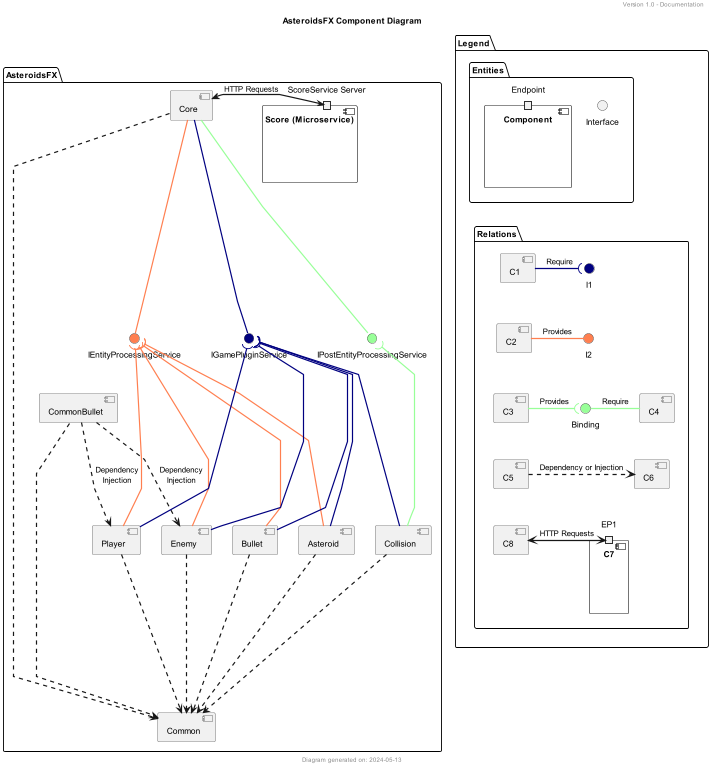 Version 1.0 - Documentation
AsteroidsFX Component Diagram
AsteroidsFX
Core
HTTP Requests
ScoreService Server
Score (Microservice)
IEntityProcessingService
IGamePluginService
IPostEntityProcessingService
CommonBullet
Dependency
Injection
Dependency
Injection
Player
Enemy
Bullet
Asteroid
Collision
Common
Legend
Entities
Endpoint
Component
Interface
Relations
C1
Require
I1
C2
Provides
I2
C3
Provides
Require
C4
Binding
C5
Dependency or Injection
C6
C8
HTTP Requests
EP1
C7
Diagram generated on: 2024-05-13